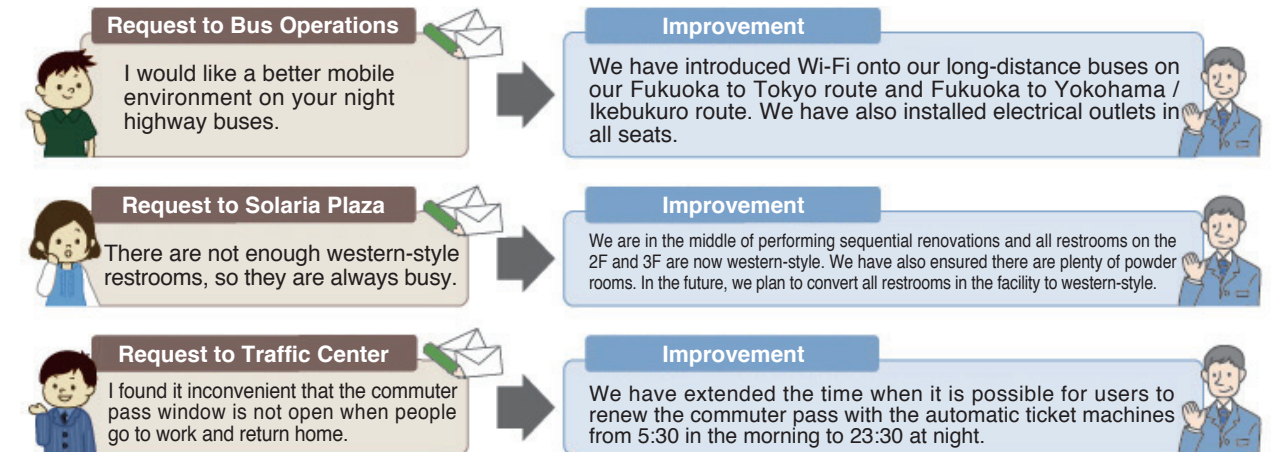 Request to Bus Operations
I would like a better mobile
environment on your night
highway buses.
Improvement
We have introduced Wi-Fi onto our long-distance buses on
our Fukuoka to Tokyo route and Fukuoka to Yokohama /
Ikebukuro route. We have also installed electrical outlets in
all seats.
Request to Solaria Plaza
There are not enough western-style
restrooms, so they are always busy.
Improvement
We are in the middle of performing sequential renovations and all restrooms on the
2F and 3F are now western-style. We have also ensured there are plenty of powder
rooms. In the future, we plan to convert all restrooms in the facility to western-style.
Request to Traffic Center
I found it inconvenient that the commuter
pass window is not open when people
go to work and return home.
Improvement
We have extended the time when it is possible for users to
renew the commuter pass with the automatic ticket machines
from 5:30 in the morning to 23:30 at night.